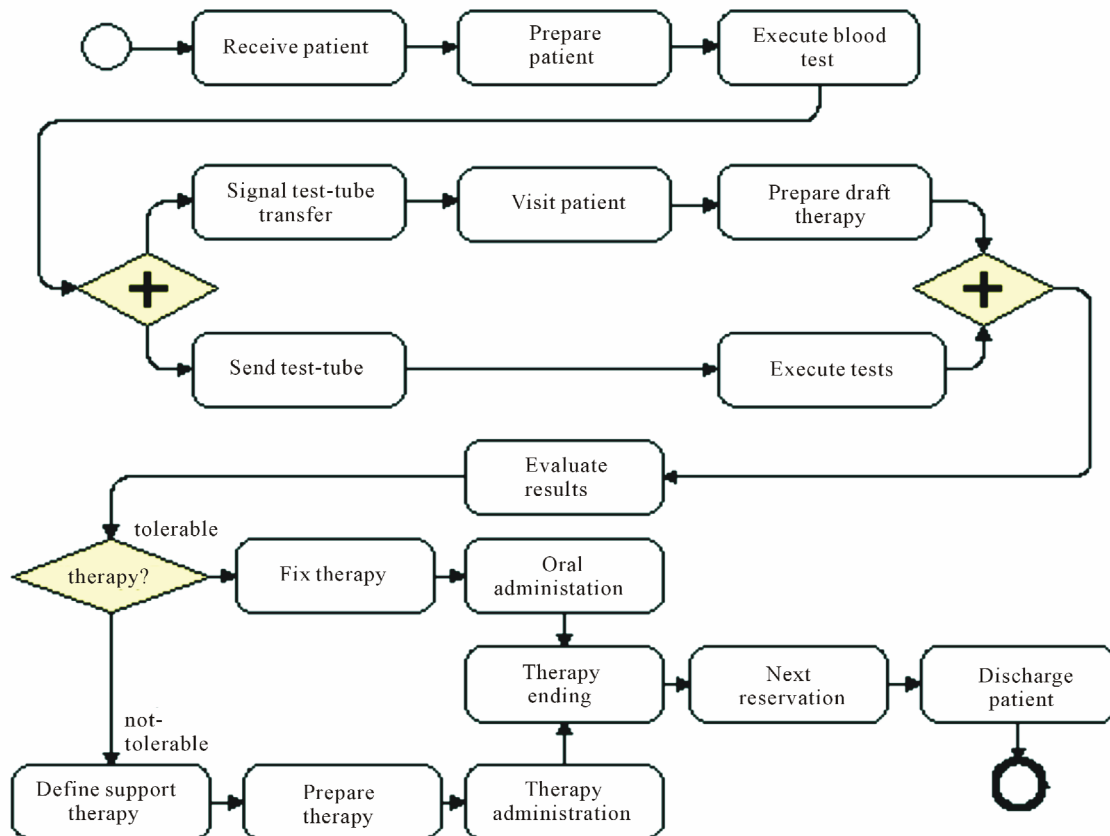 Receive patient
Prepare
patient
Execute blood
test
Signal test-tube
transfer
Visit patient
Prepare draft
therapy
Send test-tube
Execute tests
Evaluate
results
tolerable
therapy?
Fix therapy
Oral
administation
Therapy
ending
Next
reservation
Discharge
patient
not-
tolerable
Define support
therapy
Prepare
therapy
Therapy
administration